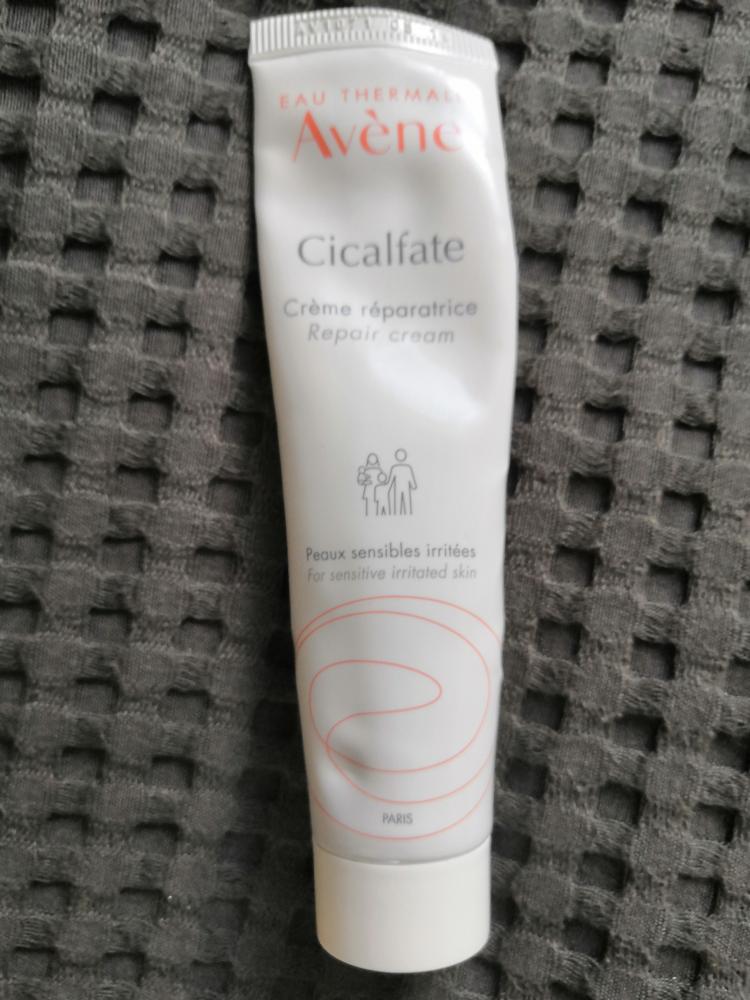 EAU THERMALE
Avène
Cicalfate
Crème réparatrice
Repair cream
Peaux sensibles irritées
For sensitive irritated skin
PARIS